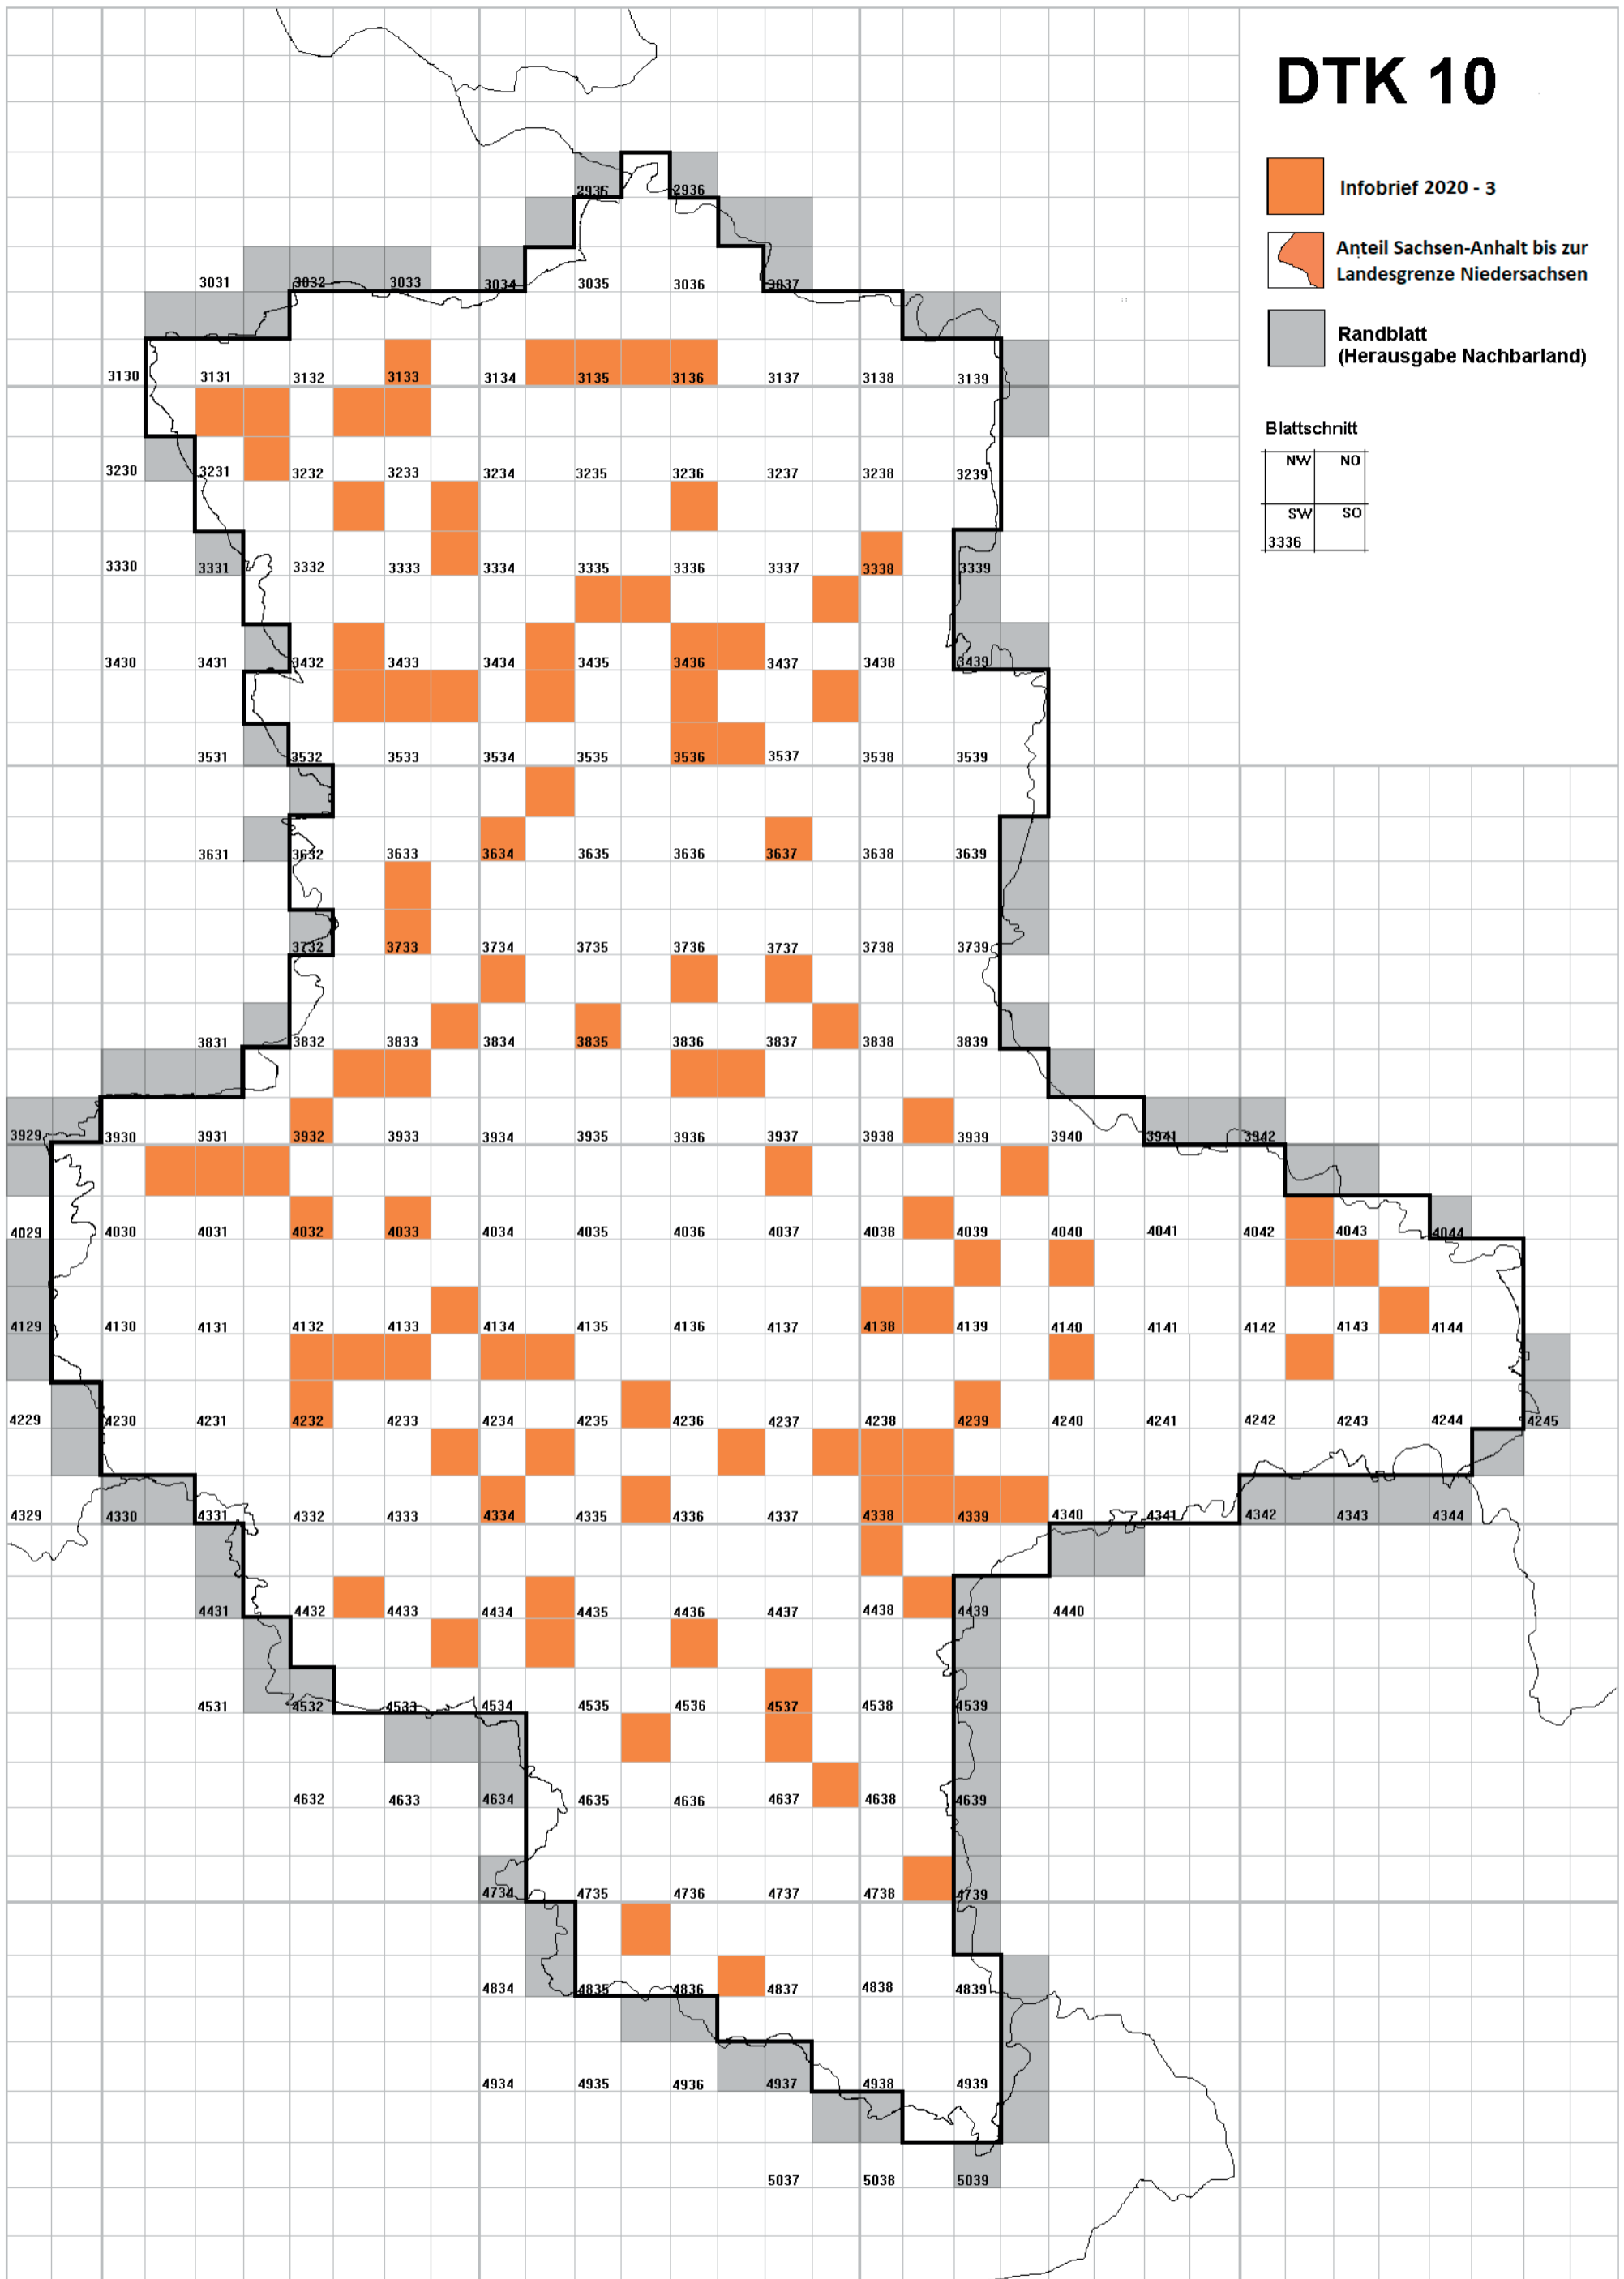 DTK 10
Infobrief 2020 - 3
Anteil Sachsen-Anhalt bis zur
Landesgrenze Niedersachsen
Randblatt
(Herausgabe Nachbarland)
Blattschnitt
NW NO
SW SO
3336
2935 2936
3031 3032 3033 3034 3035 3036 3037
3130 3131 3132 3133 3134 3135 3136 3137 3138 3139
3230 3231 3232 3233 3234 3235 3236 3237 3238 3239
3330 3331 3332 3333 3334 3335 3336 3337 3338 3339
3430 3431 3432 3433 3434 3435 3436 3437 3438 3439
3531 3532 3533 3534 3535 3536 3537 3538 3539
3631 3632 3633 3634 3635 3636 3637 3638 3639
3732 3733 3734 3735 3736 3737 3738 3739
3831 3832 3833 3834 3835 3836 3837 3838 3839
3929 3930 3931 3932 3933 3934 3935 3936 3937 3938 3939 3940 3941 3942
4029 4030 4031 4032 4033 4034 4035 4036 4037 4038 4039 4040 4041 4042 4043 4044
4129 4130 4131 4132 4133 4134 4135 4136 4137 4138 4139 4140 4141 4142 4143 4144
4229 4230 4231 4232 4233 4234 4235 4236 4237 4238 4239 4240 4241 4242 4243 4244 4245
4329 4330 4331 4332 4333 4334 4335 4336 4337 4338 4339 4340 4341 4342 4343 4344
4431 4432 4433 4434 4435 4436 4437 4438 4439 4440
4531 4532 4533 4534 4535 4536 4537 4538 4539
4632 4633 4634 4635 4636 4637 4638 4639
4734 4735 4736 4737 4738 4739
4834 4835 4836 4837 4838 4839
4934 4935 4936 4937 4938 4939
5037 5038 5039